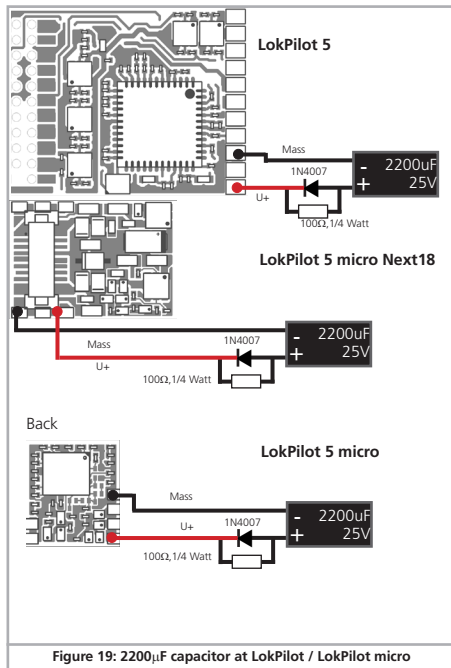 LokPilot 5
Mass
- 2200uF
+ 25V
1N4007
U+
100Ω,1/4 Watt
LokPilot 5 micro Next18
Mass
- 2200uF
+ 25V
1N4007
U+
100Ω,1/4 Watt
Back
LokPilot 5 micro
Mass
- 2200uF
+ 25V
U+
1N4007
100Ω,1/4 Watt
Figure 19: 2200µF capacitor at LokPilot / LokPilot micro